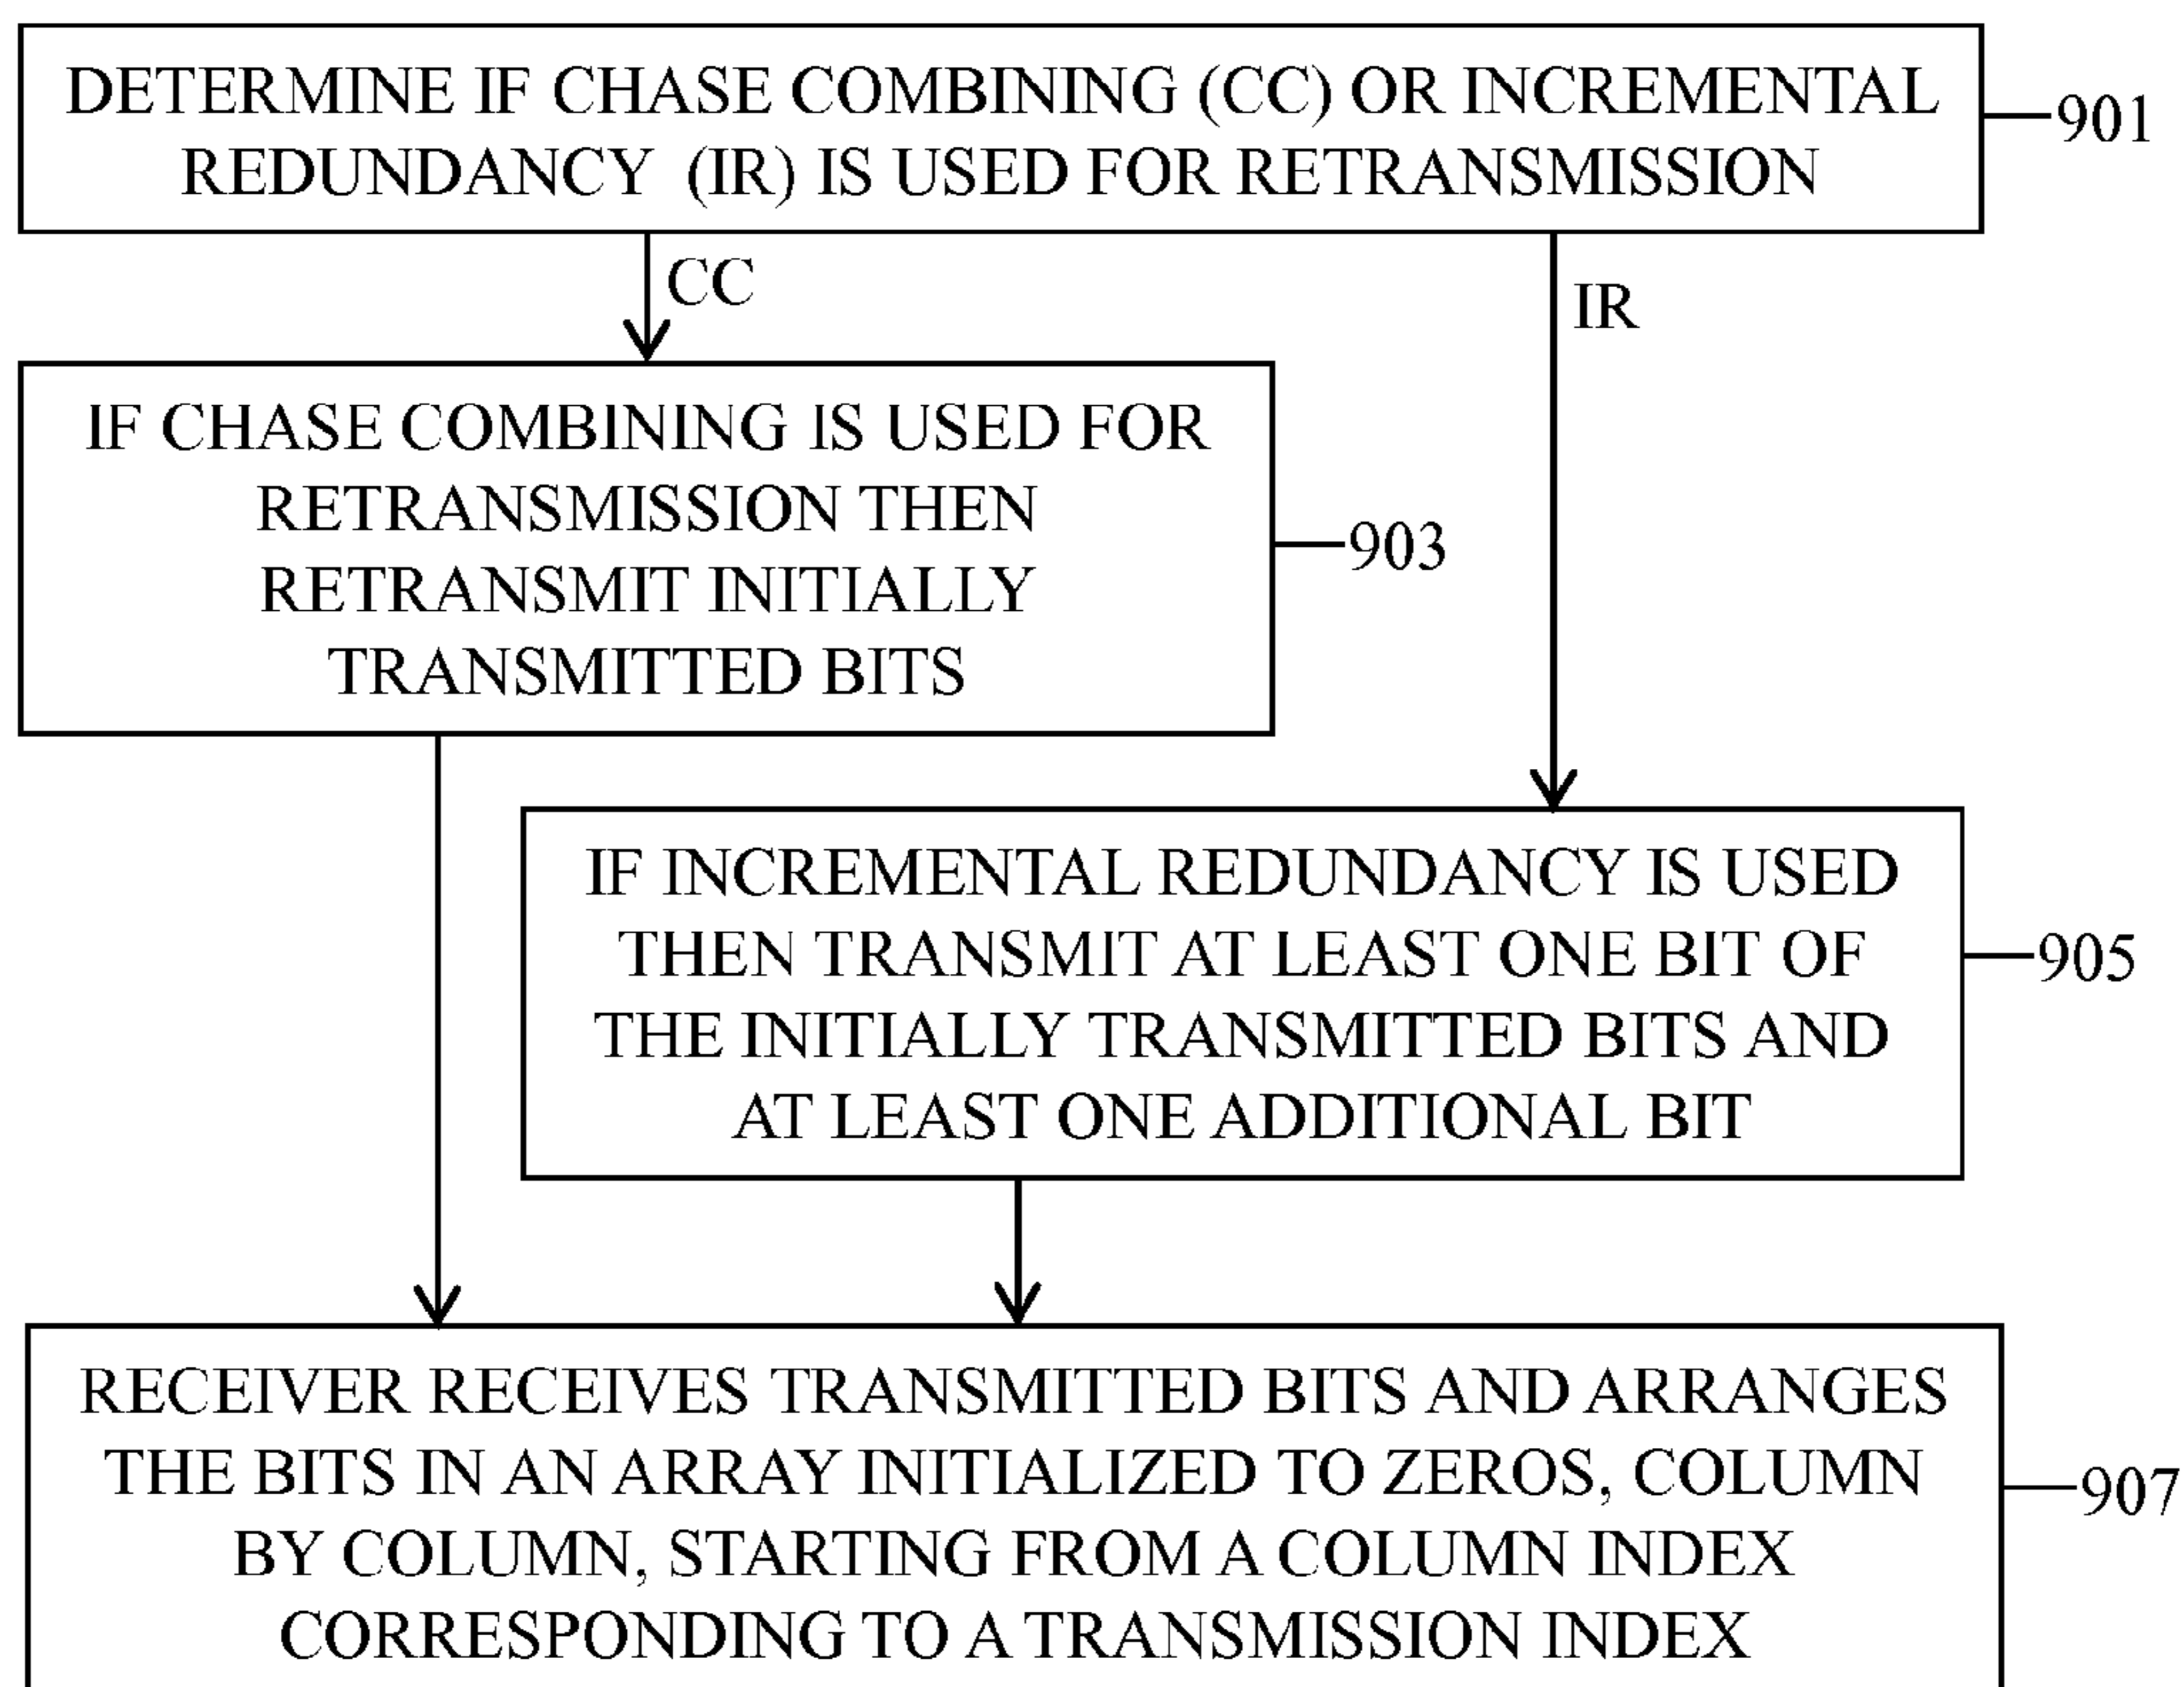 DETERMINE IF CHASE COMBINING (CC) OR INCREMENTAL
REDUNDANCY (IR) IS USED FOR RETRANSMISSION
901
CC
IR
IF CHASE COMBINING IS USED FOR
RETRANSMISSION THEN
RETRANSMIT INITIALLY
TRANSMITTED BITS
903
IF INCREMENTAL REDUNDANCY IS USED
THEN TRANSMIT AT LEAST ONE BIT OF
THE INITIALLY TRANSMITTED BITS AND
AT LEAST ONE ADDITIONAL BIT
905
RECEIVER RECEIVES TRANSMITTED BITS AND ARRANGES
THE BITS IN AN ARRAY INITIALIZED TO ZEROS, COLUMN
BY COLUMN, STARTING FROM A COLUMN INDEX
CORRESPONDING TO A TRANSMISSION INDEX
907